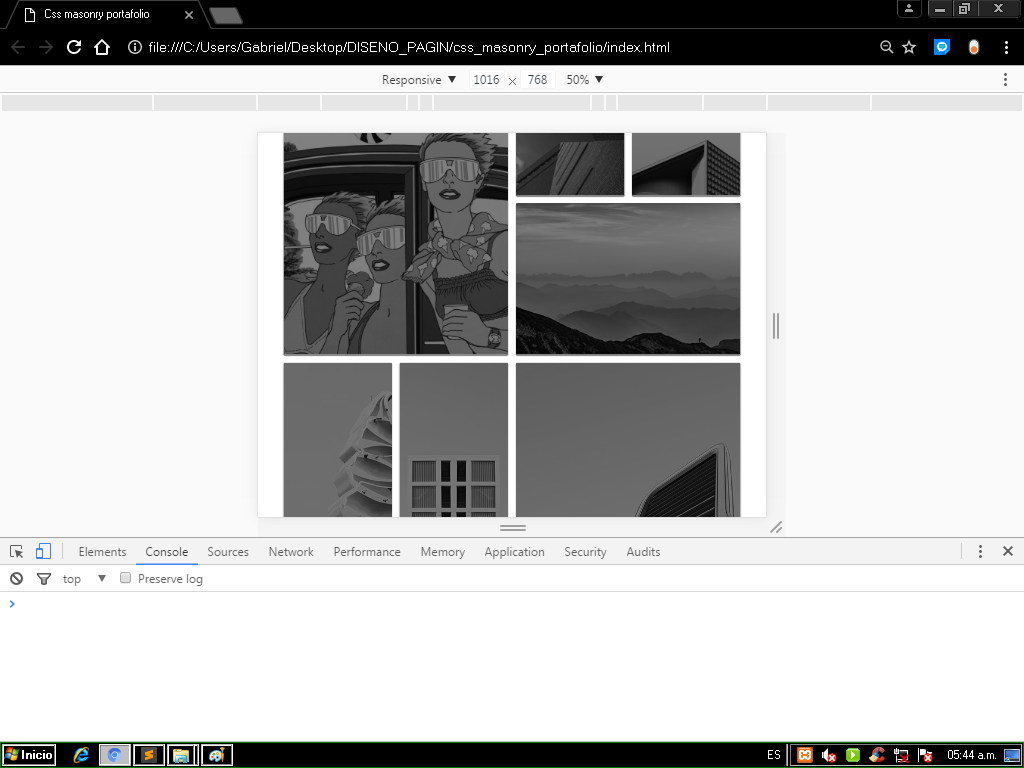 Css masonry portafolio
file:///C:/Users/Gabriel/Desktop/DISENO_PAGIN/css_masonry_portafolio/index.html
Responsive ▼ 1016 × 768 50% ▼
Elements Console Sources Network Performance Memory Application Security Audits
top ▼ Preserve log
Inicio ES 05:44 a.m.